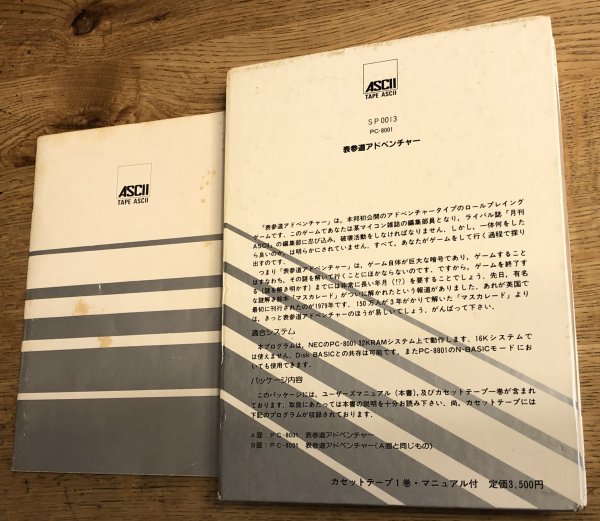 ASCII
TAPE ASCII
ASCII
TAPE ASCII
SP0013
PC-8001
表参道アドベンチャー
「表参道アドベンチャー」は、本邦初公開のアドベンチャータイプのロールプレイング
ゲームです。このゲームであなたは某マイコン雑誌の編集部員となり，ライバル誌「月刊
ASCII」の編集部に忍び込み，破壊活動をしなければなりません。しかし，一体何をした
ら良いのか は明らかにされていません。すべて，あなたがゲームをして行く過程で探り
出すのです。
つまり「表参道アドベンチャー」は，ゲーム自体が巨大な暗号であり，ゲームすること
はすなわち，その謎を解いて行くことにほかならないのです。ですから，ゲームを終了す
る（謎を解き明かす）までには非常に長い年月（!?）を要することでしょう。先日，有名
な謎解き絵本「マスカレード」がついに解かれたという報道がありました。あれが英国で
最初に刊行されたのが1979年です。150万人が3年がかりで解いた「マスカレード」より
は，きっと表参道アドベンチャーのほうが易しいでしょう。がんばって下さい。
適合システム
本プログラムは，NECのPC-8001 32KRAMシステム上で動作します。16Kシステムで
は使えません。Disk BASICとの共存は可能です。またPC-8801のN-BASICモードにお
いても使用できます。
パッケージ内容
このパッケージには，ユーザーズマニュアル（本書），及びカセットテープ一巻が含まれ
ております。取扱にあたっては本書の説明を十分お読み下さい。尚，カセットテープには
下記のプログラムが収録されております。
A面：PC-8001 表参道アドベンチャー
B面：PC-8001 表参道アドベンチャー（A面と同じもの）
カセットテープ1巻・マニュアル付 定価3,500円